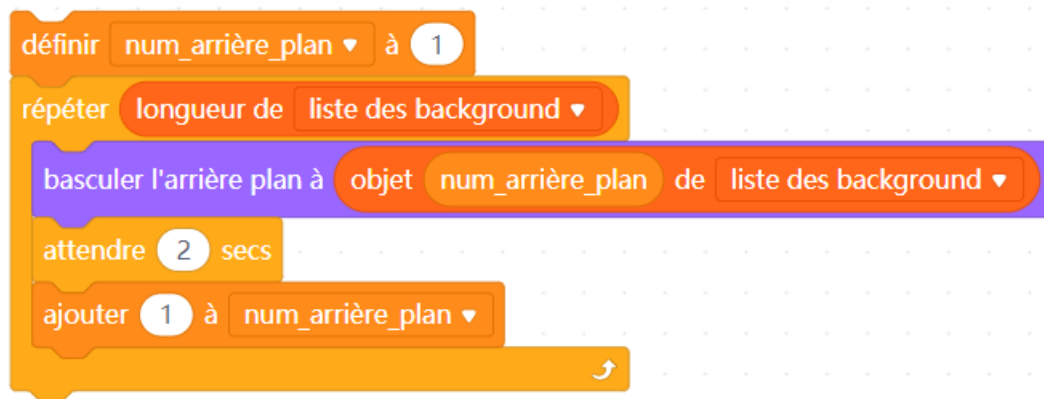 définir num_arrière_plan à 1
répéter longueur de liste des background
basculer l'arrière plan à objet num_arrière_plan de liste des background
attendre 2 secs
ajouter 1 à num_arrière_plan